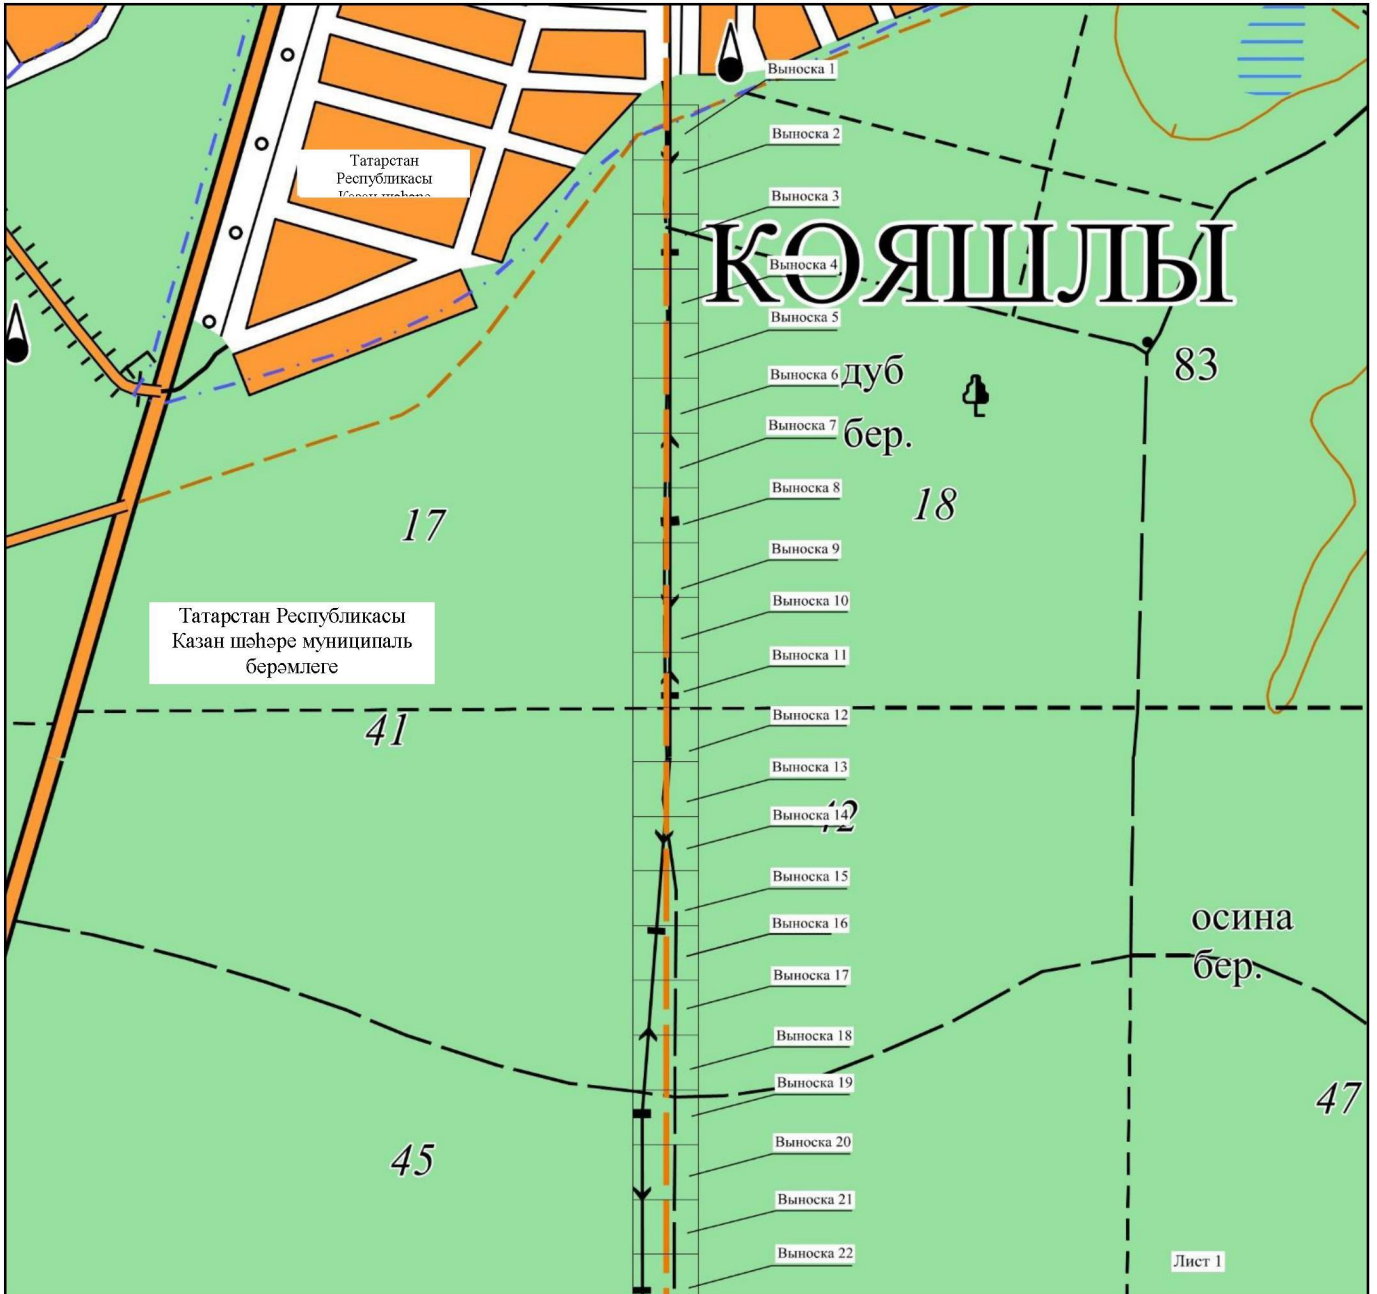 Выноска 1
Выноска 2
Татарстан
Республикасы
Казан шәһәре
Выноска 3
КОЯШЛЫ
Выноска 4
Выноска 5
83
Выноска 6
дуб
Выноска 7
бер.
Выноска 8
18
17
Выноска 9
Выноска 10
Татарстан Республикасы
Казан шәһәре муниципаль
берәмлеге
Выноска 11
Выноска 12
41
Выноска 13
Выноска 14
42
Выноска 15
осина
Выноска 16
бер.
Выноска 17
Выноска 18
Выноска 19
47
Выноска 20
45
Выноска 21
Выноска 22
Лист 1